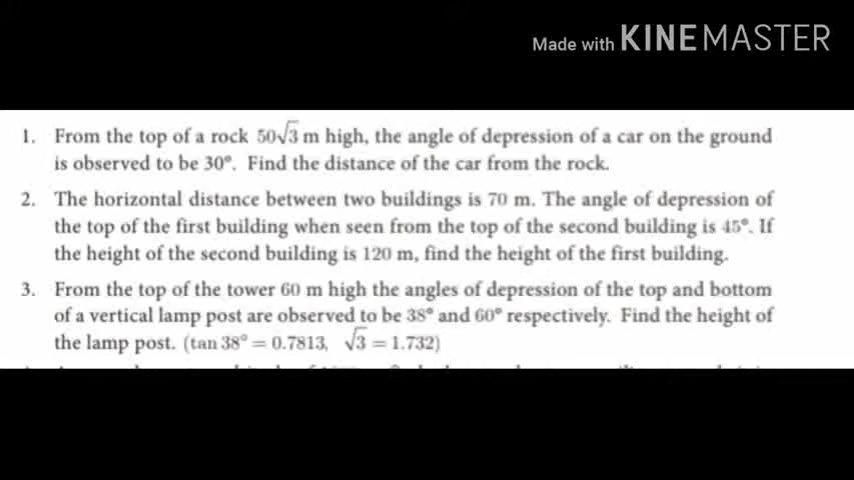 Made with KINEMASTER
1. From the top of a rock 50√3 m high, the angle of depression of a car on the ground
is observed to be 30°. Find the distance of the car from the rock.
2. The horizontal distance between two buildings is 70 m. The angle of depression of
the top of the first building when seen from the top of the second building is 45°. If
the height of the second building is 120 m, find the height of the first building.
3. From the top of the tower 60 m high the angles of depression of the top and bottom
of a vertical lamp post are observed to be 38° and 60° respectively. Find the height of
the lamp post. (tan 38° = 0.7813, √3 = 1.732)